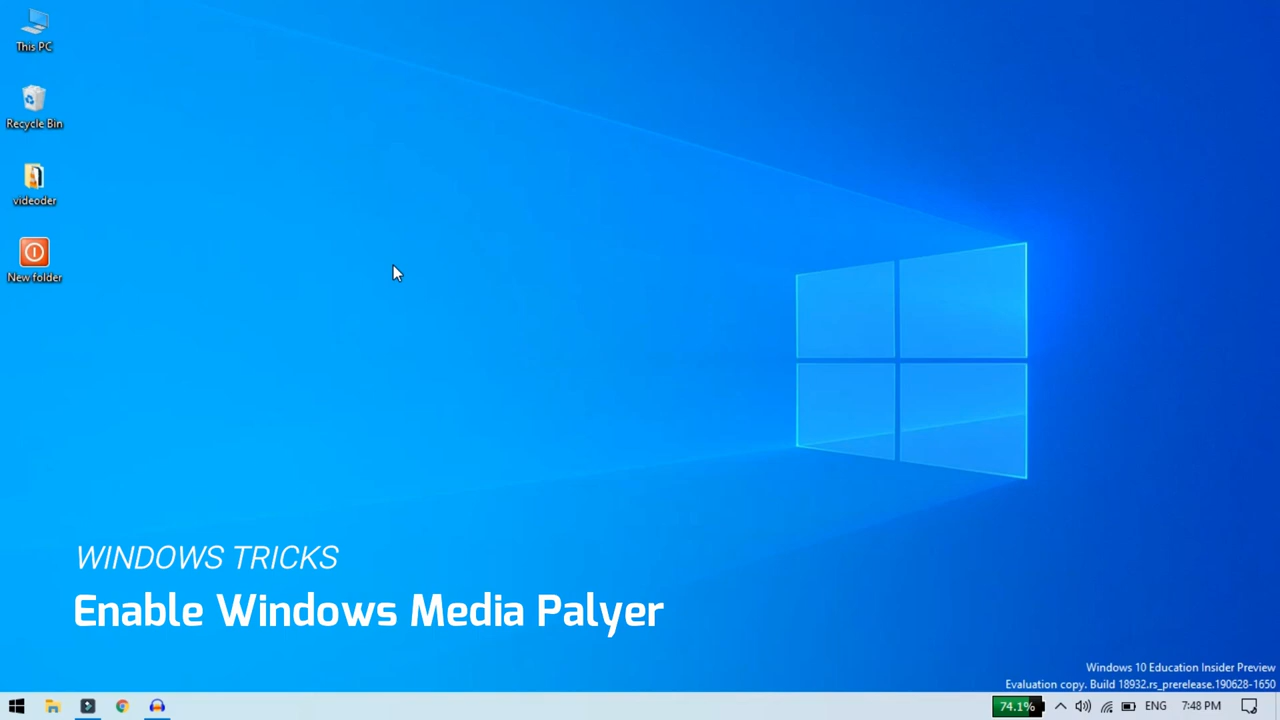 This PC
Recycle Bin
videoder
New folder
WINDOWS TRICKS
Enable Windows Media Palyer
Windows 10 Education Insider Preview
Evaluation copy. Build 18932.rs_prerelease.190628-1650
74.1%
ENG
7:48 PM